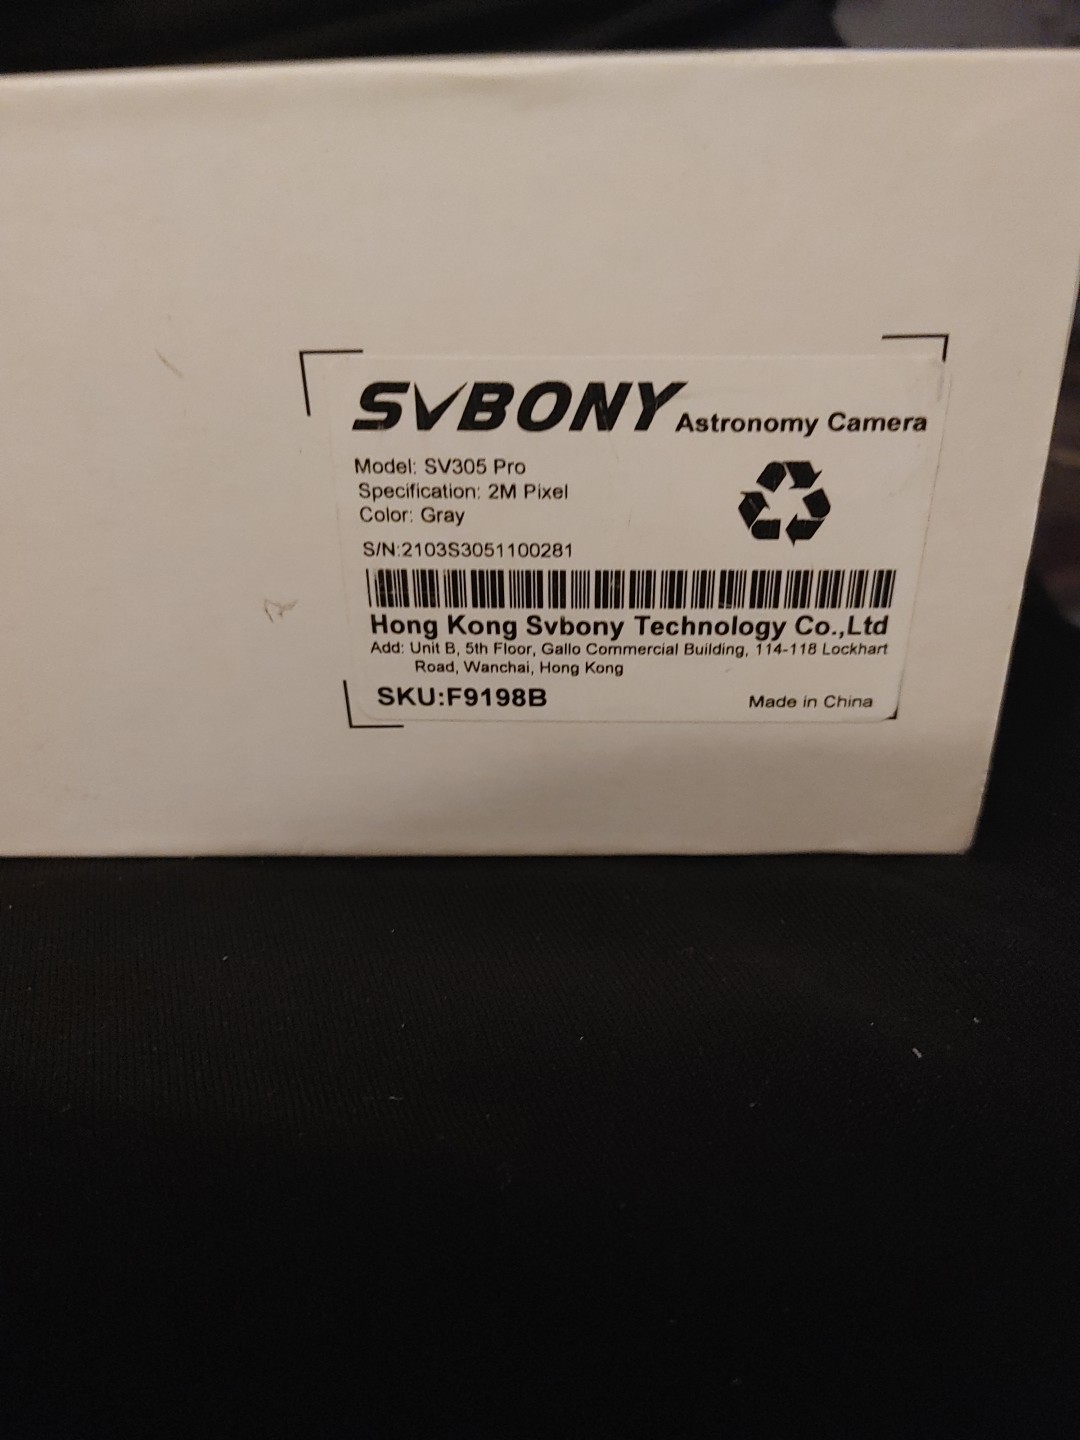 SVBONY Astronomy Camera
Model: SV305 Pro
Specification: 2M Pixel
Color: Gray
S/N:2103S3051100281
Hong Kong Svbony Technology Co.,Ltd
Add: Unit B, 5th Floor, Gallo Commercial Building, 114-118 Lockhart
Road, Wanchai, Hong Kong
SKU:F9198B
Made in China